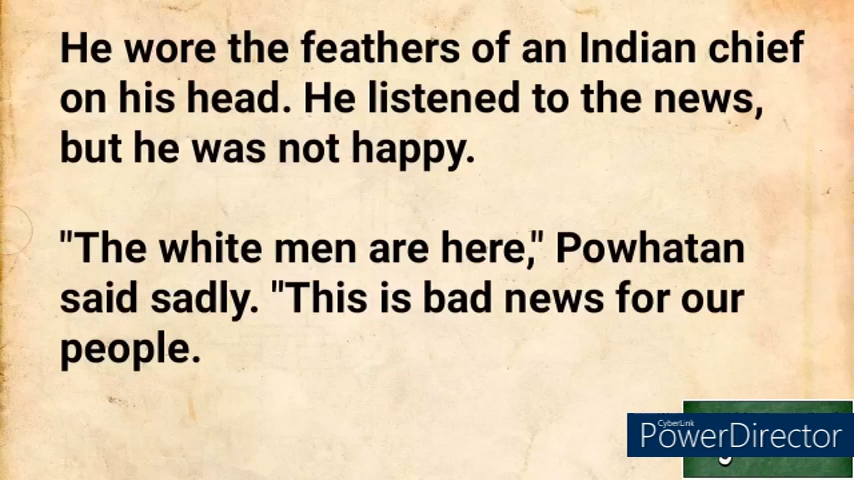 He wore the feathers of an Indian chief
on his head. He listened to the news,
but he was not happy.
"The white men are here," Powhatan
said sadly. "This is bad news for our
people.
CyberLink
PowerDirector